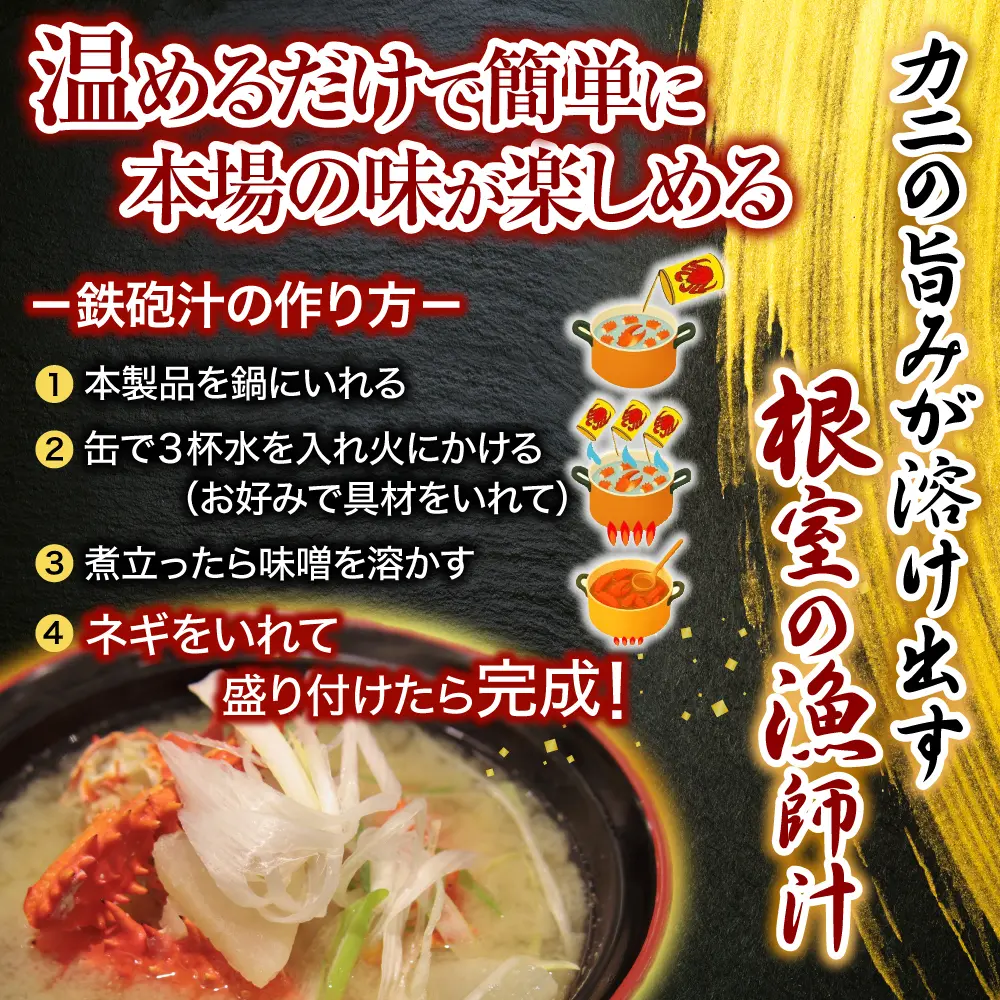 温めるだけで簡単に
本場の味が楽しめる
カニの旨みが溶け出す
根室の漁師汁
ー鉄砲汁の作り方ー
1 本製品を鍋にいれる
2 缶で3杯水を入れ火にかける
（お好みで具材をいれて）
3 煮立ったら味噌を溶かす
4 ネギをいれて
盛り付けたら完成！